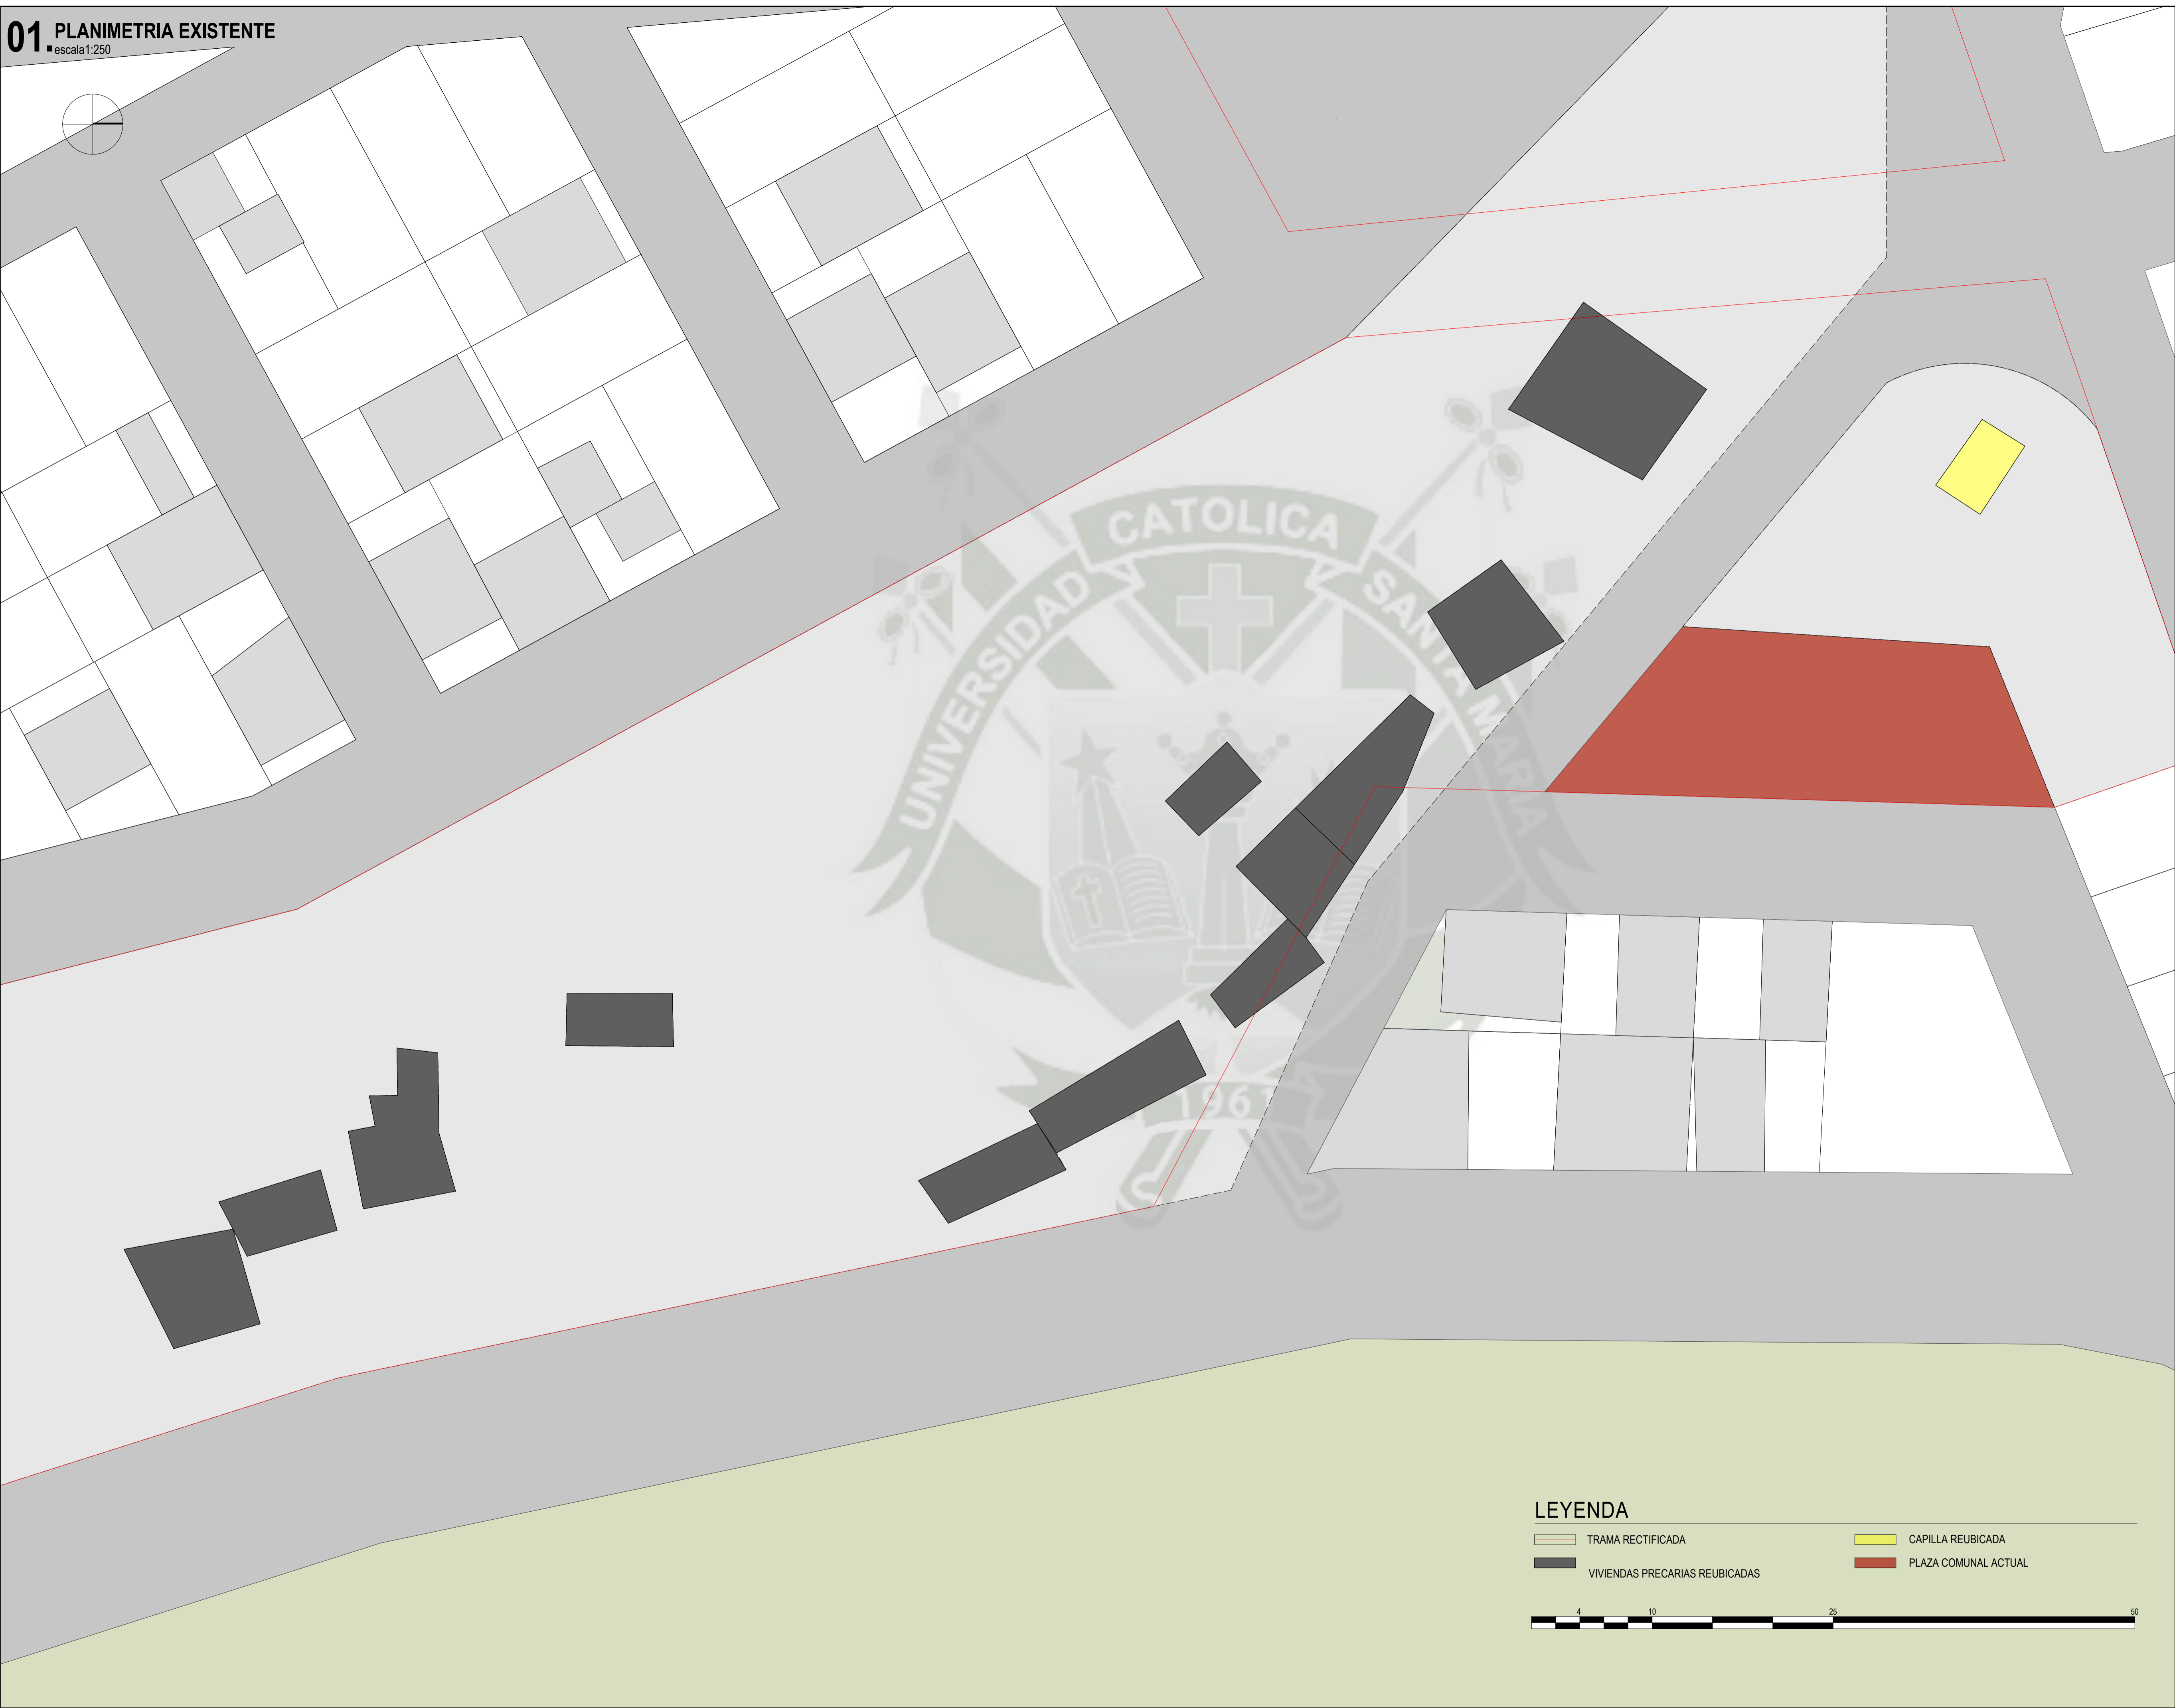 01. PLANIMETRIA EXISTENTE
escala1:250
UNIVERSIDAD CATOLICA SANTA MARIA
1961
LEYENDA
TRAMA RECTIFICADA
VIVIENDAS PRECARIAS REUBICADAS
CAPILLA REUBICADA
PLAZA COMUNAL ACTUAL
4 10 25 50